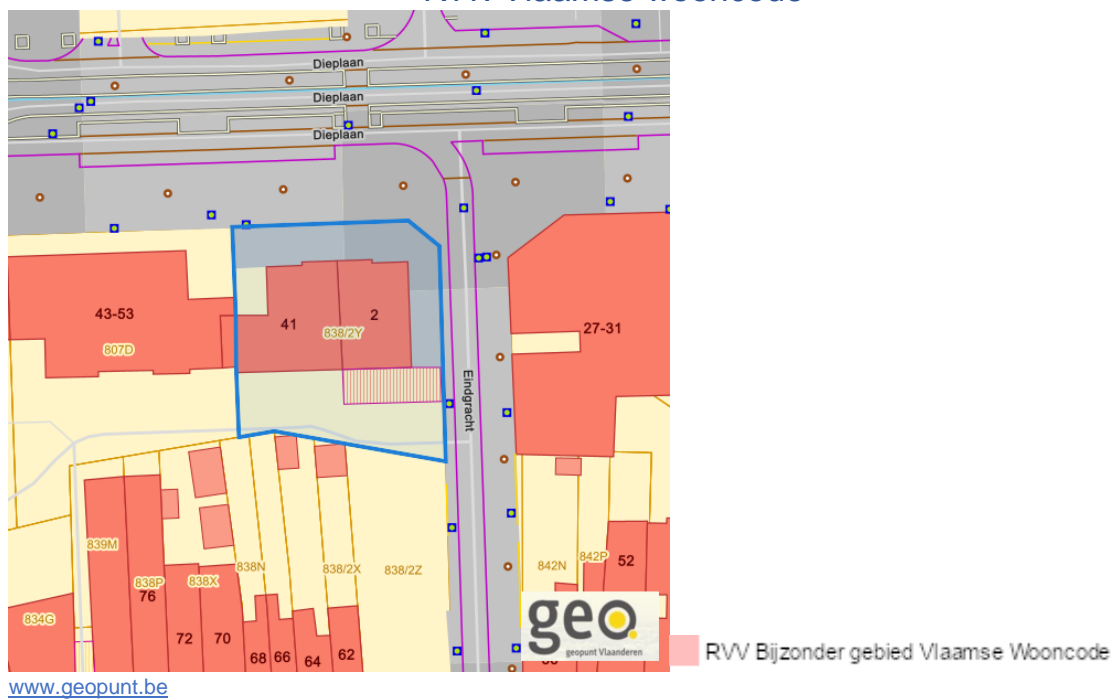 RVV Vlaamse wooncode
Dieplaan
Dieplaan
Dieplaan
43-53
807D
41
2
838/2Y
27-31
Eindgracht
839M
838P
76
838X
838N
838/2X
838/2Z
842N
842P
52
834G
72
70
68
66
64
62
geo
geopunt Vlaanderen
RVV Bijzonder gebied Vlaamse Wooncode
www.geopunt.be